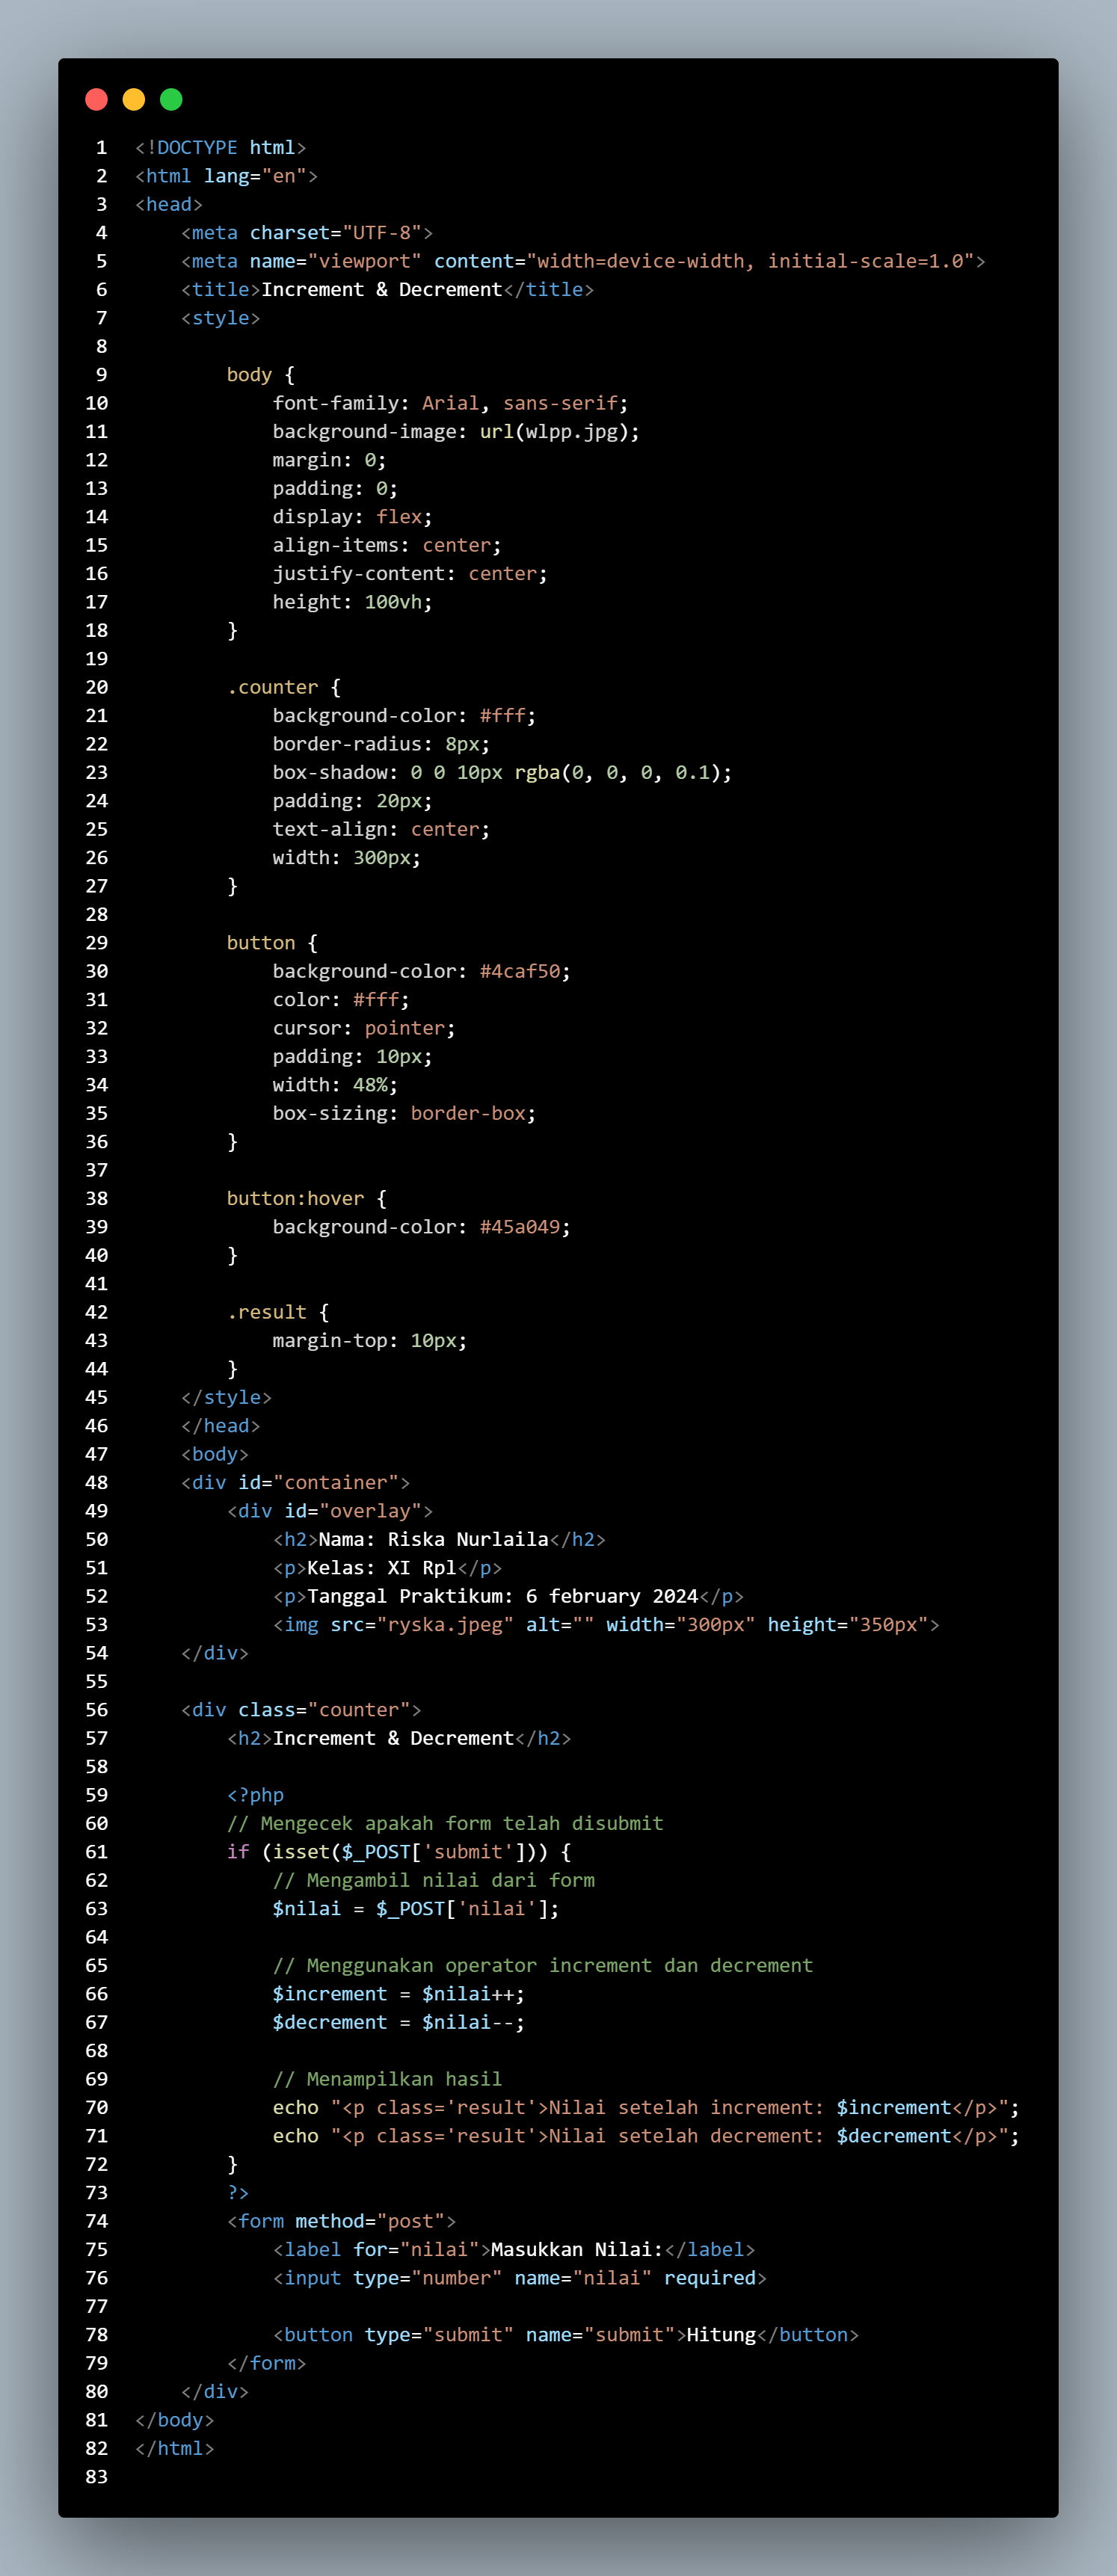 1 <!DOCTYPE html>
2 <html lang="en">
3 <head>
4     <meta charset="UTF-8">
5     <meta name="viewport" content="width=device-width, initial-scale=1.0">
6     <title>Increment & Decrement</title>
7     <style>
8
9         body {
10             font-family: Arial, sans-serif;
11             background-image: url(wlpp.jpg);
12             margin: 0;
13             padding: 0;
14             display: flex;
15             align-items: center;
16             justify-content: center;
17             height: 100vh;
18         }
19
20         .counter {
21             background-color: #fff;
22             border-radius: 8px;
23             box-shadow: 0 0 10px rgba(0, 0, 0, 0.1);
24             padding: 20px;
25             text-align: center;
26             width: 300px;
27         }
28
29         button {
30             background-color: #4caf50;
31             color: #fff;
32             cursor: pointer;
33             padding: 10px;
34             width: 48%;
35             box-sizing: border-box;
36         }
37
38         button:hover {
39             background-color: #45a049;
40         }
41
42         .result {
43             margin-top: 10px;
44         }
45     </style>
46     </head>
47     <body>
48     <div id="container">
49         <div id="overlay">
50             <h2>Nama: Riska Nurlaila</h2>
51             <p>Kelas: XI Rpl</p>
52             <p>Tanggal Praktikum: 6 february 2024</p>
53             <img src="ryska.jpeg" alt="" width="300px" height="350px">
54     </div>
55
56     <div class="counter">
57         <h2>Increment & Decrement</h2>
58
59         <?php
60         // Mengecek apakah form telah disubmit
61         if (isset($_POST['submit'])) {
62             // Mengambil nilai dari form
63             $nilai = $_POST['nilai'];
64
65             // Menggunakan operator increment dan decrement
66             $increment = $nilai++;
67             $decrement = $nilai--;
68
69             // Menampilkan hasil
70             echo "<p class='result'>Nilai setelah increment: $increment</p>";
71             echo "<p class='result'>Nilai setelah decrement: $decrement</p>";
72         }
73         ?>
74         <form method="post">
75             <label for="nilai">Masukkan Nilai:</label>
76             <input type="number" name="nilai" required>
77
78             <button type="submit" name="submit">Hitung</button>
79         </form>
80     </div>
81 </body>
82 </html>
83